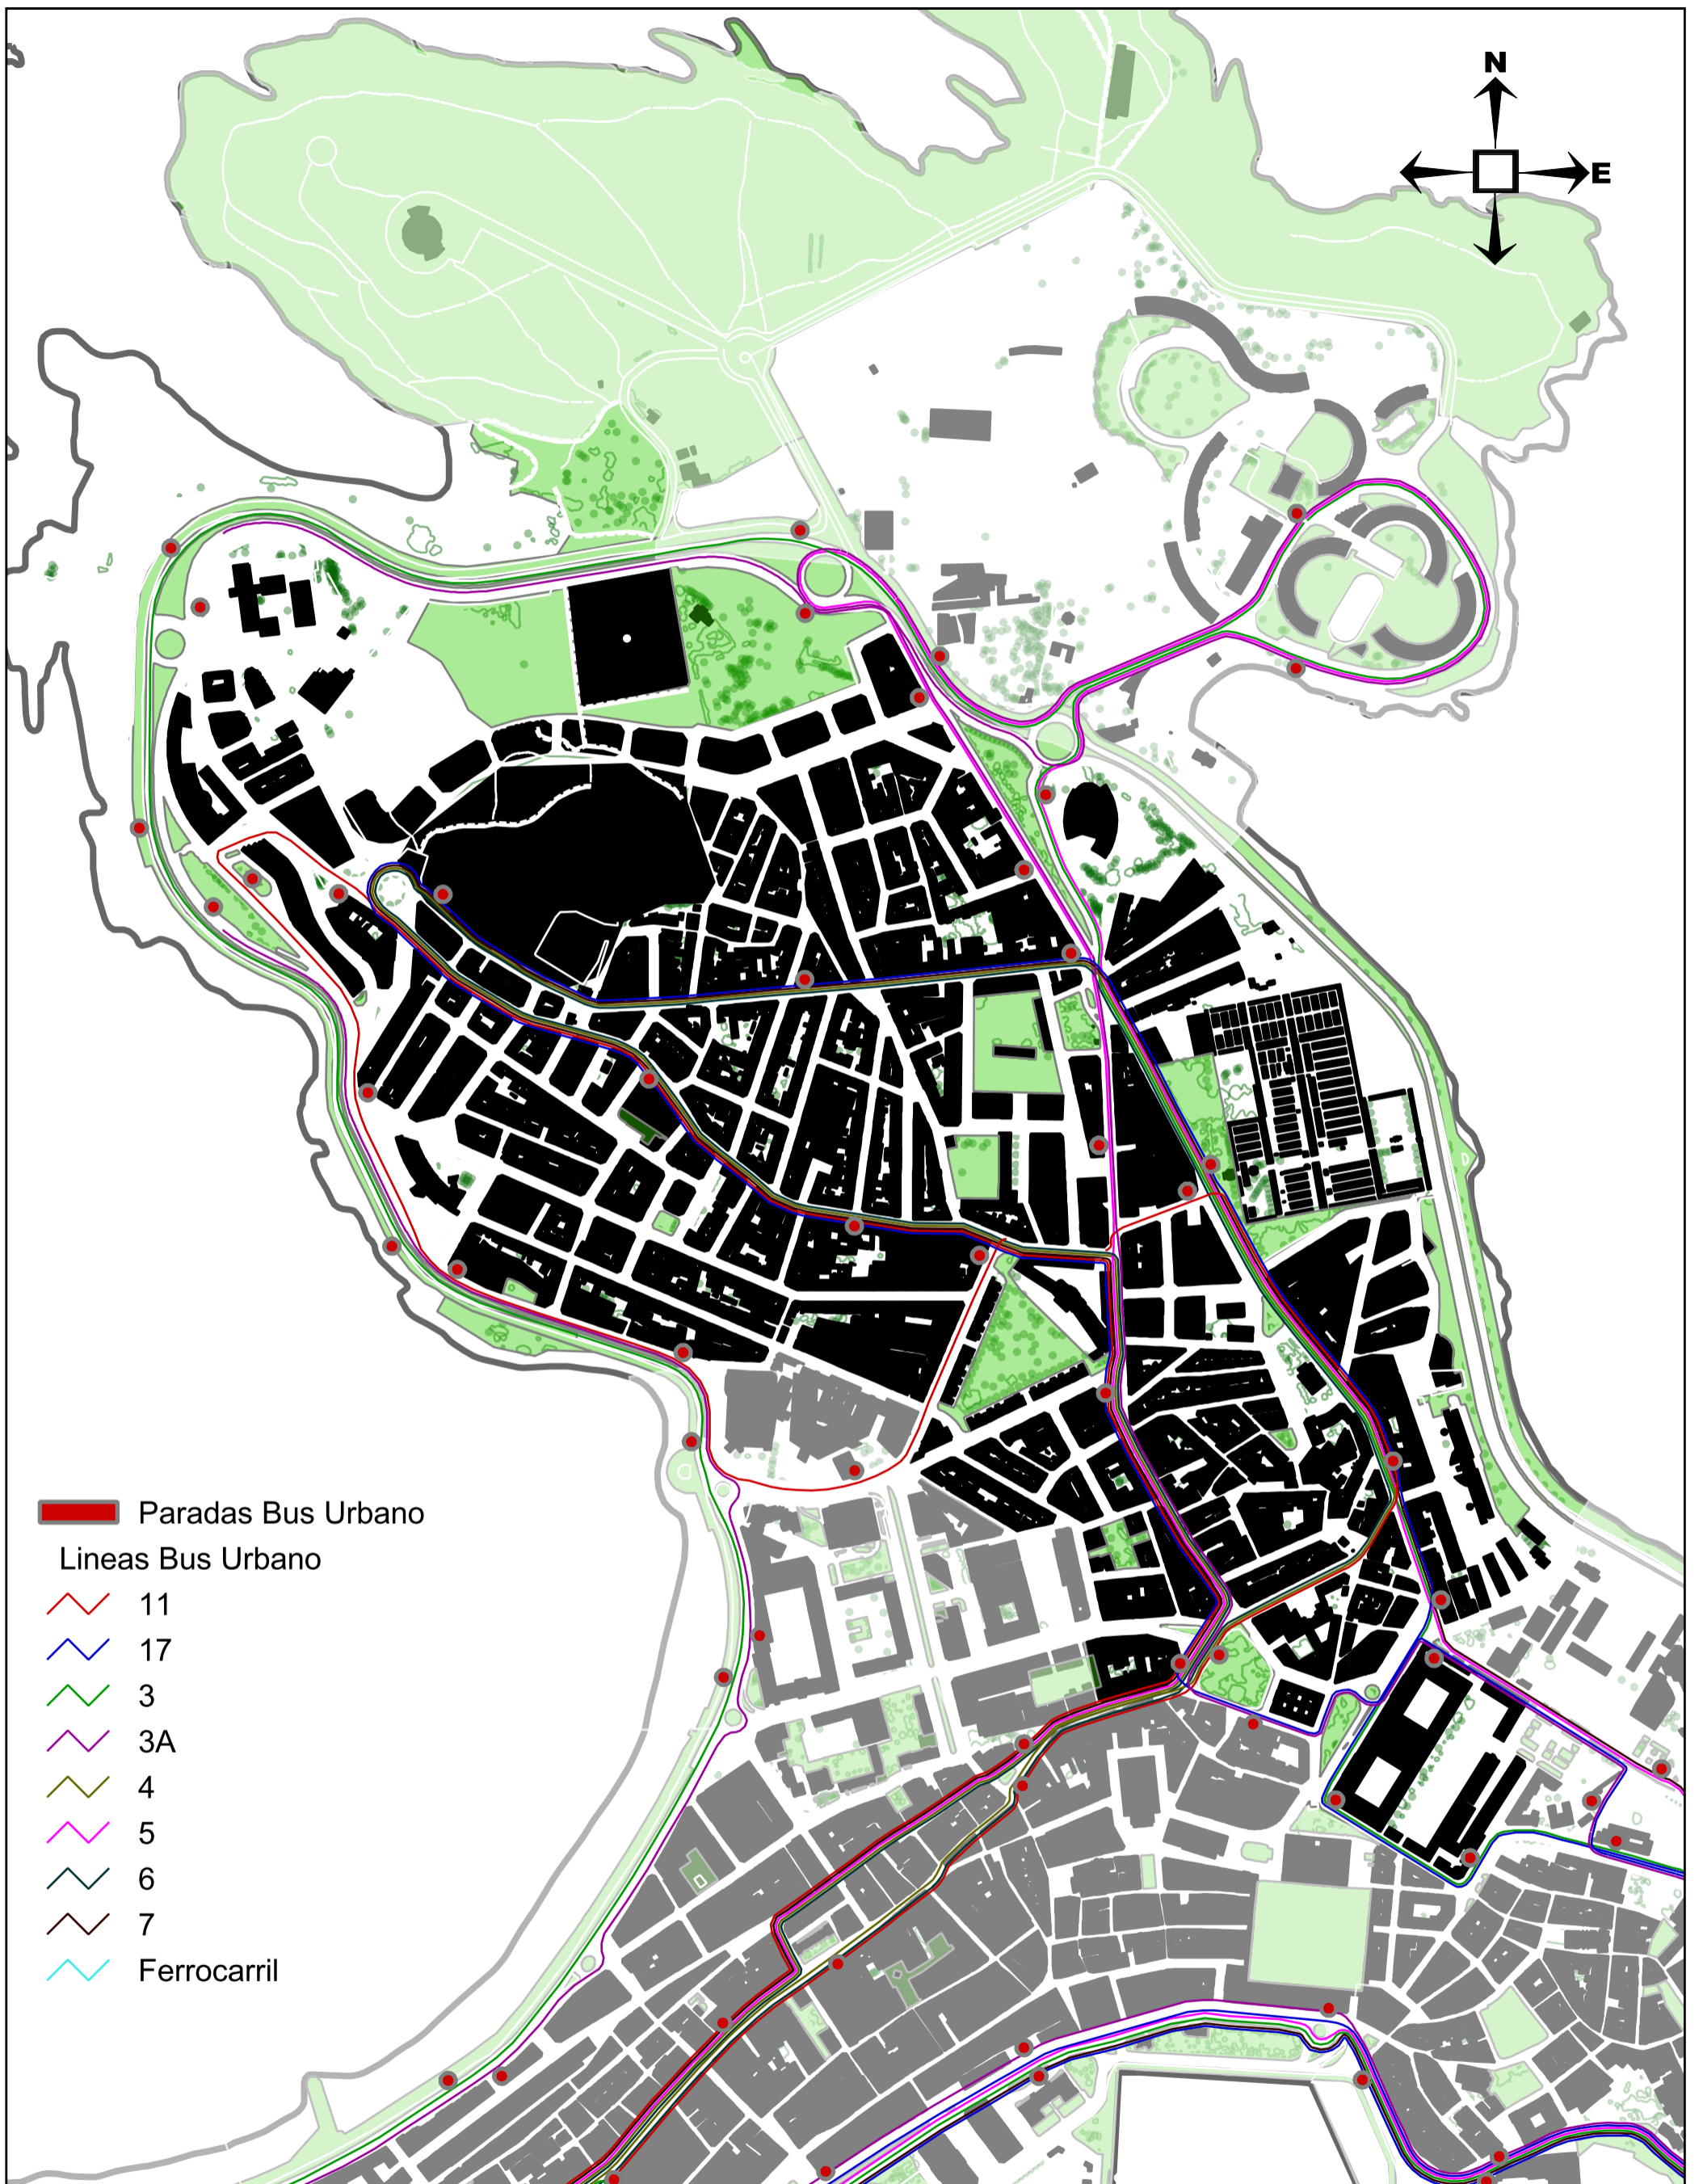 N
E
Paradas Bus Urbano
Lineas Bus Urbano
11
17
3
3A
4
5
6
7
Ferrocarril